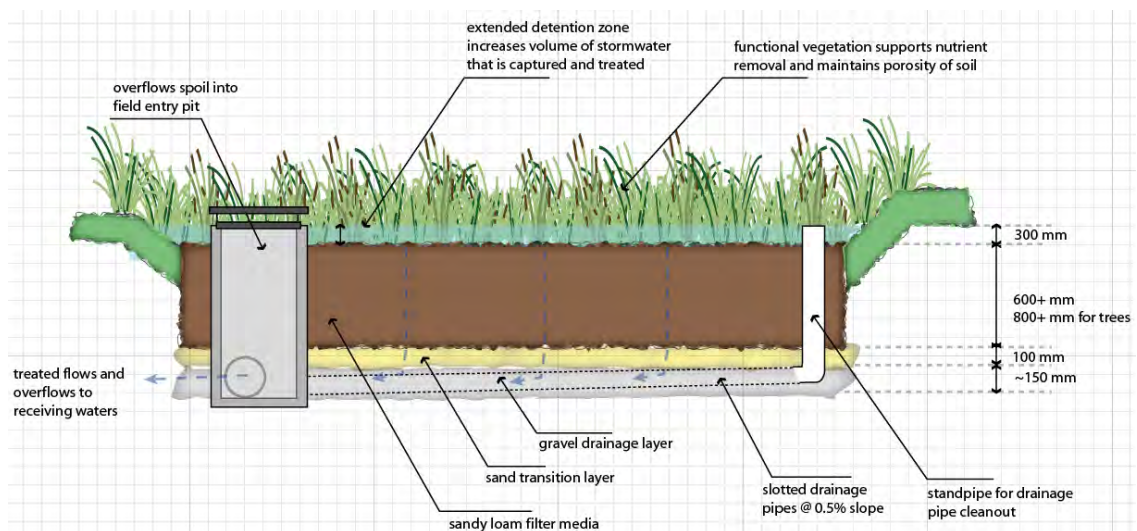 extended detention zone
increases volume of stormwater
that is captured and treated
functional vegetation supports nutrient
removal and maintains porosity of soil
overflows spoil into
field entry pit
300 mm
600+ mm
800+ mm for trees
100 mm
~150 mm
treated flows and
overflows to
receiving waters
gravel drainage layer
sand transition layer
slotted drainage
pipes @ 0.5% slope
standpipe for drainage
pipe cleanout
sandy loam filter media